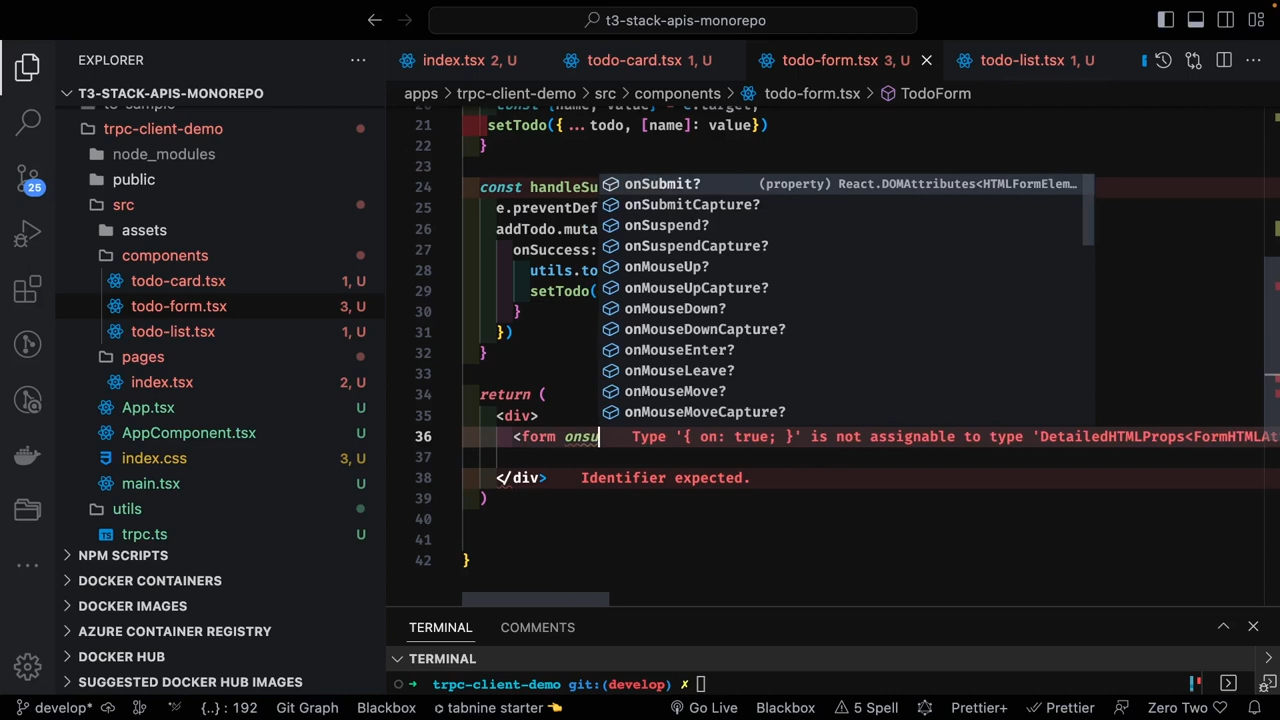 t3-stack-apis-monorepo
EXPLORER
index.tsx 2, U
todo-card.tsx 1, U
todo-form.tsx 3, U
todo-list.tsx 1, U
T3-STACK-APIS-MONOREPO
apps > trpc-client-demo > src > components > todo-form.tsx > TodoForm
t3-sample
trpc-client-demo
node_modules
public
src
assets
components
todo-card.tsx 1, U
todo-form.tsx 3, U
todo-list.tsx 1, U
pages
index.tsx 2, U
App.tsx U
AppComponent.tsx U
index.css 3, U
main.tsx U
utils
trpc.ts U
NPM SCRIPTS
DOCKER CONTAINERS
DOCKER IMAGES
AZURE CONTAINER REGISTRY
DOCKER HUB
SUGGESTED DOCKER HUB IMAGES
25
20 const {name, value} = e.target;
21 setTodo({...todo, [name]: value})
22 }
23
24 const handleSu
25 e.preventDef
26 addTodo.muta
27 onSuccess:
28 utils.to
29 setTodo(
30 }
31 })
32 }
33
34 return (
35 <div>
36 <form onsu Type '{ on: true; }' is not assignable to type 'DetailedHTMLProps<FormHTMLAt
37
38 </div> Identifier expected.
39 )
40
41
42 }
onSubmit? (property) React.DOMAttributes<HTMLFormElem…
onSubmitCapture?
onSuspend?
onSuspendCapture?
onMouseUp?
onMouseUpCapture?
onMouseDown?
onMouseDownCapture?
onMouseEnter?
onMouseLeave?
onMouseMove?
onMouseMoveCapture?
TERMINAL COMMENTS
TERMINAL
→ trpc-client-demo git:(develop) ✗
develop* {..} : 192 Git Graph Blackbox tabnine starter 👈 Go Live Blackbox 5 Spell Prettier+ Prettier Zero Two